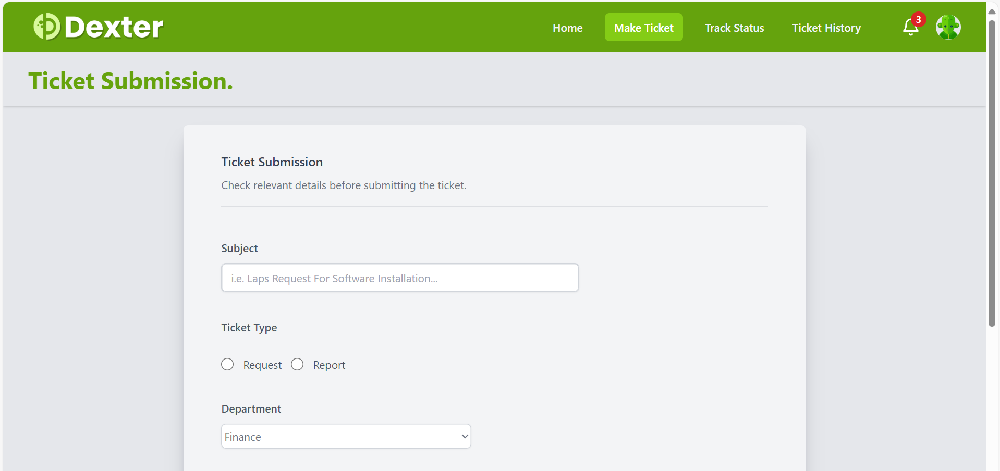 Dexter
Home Make Ticket Track Status Ticket History 3
Ticket Submission.
Ticket Submission
Check relevant details before submitting the ticket.
Subject
i.e. Laps Request For Software Installation...
Ticket Type
Request Report
Department
Finance